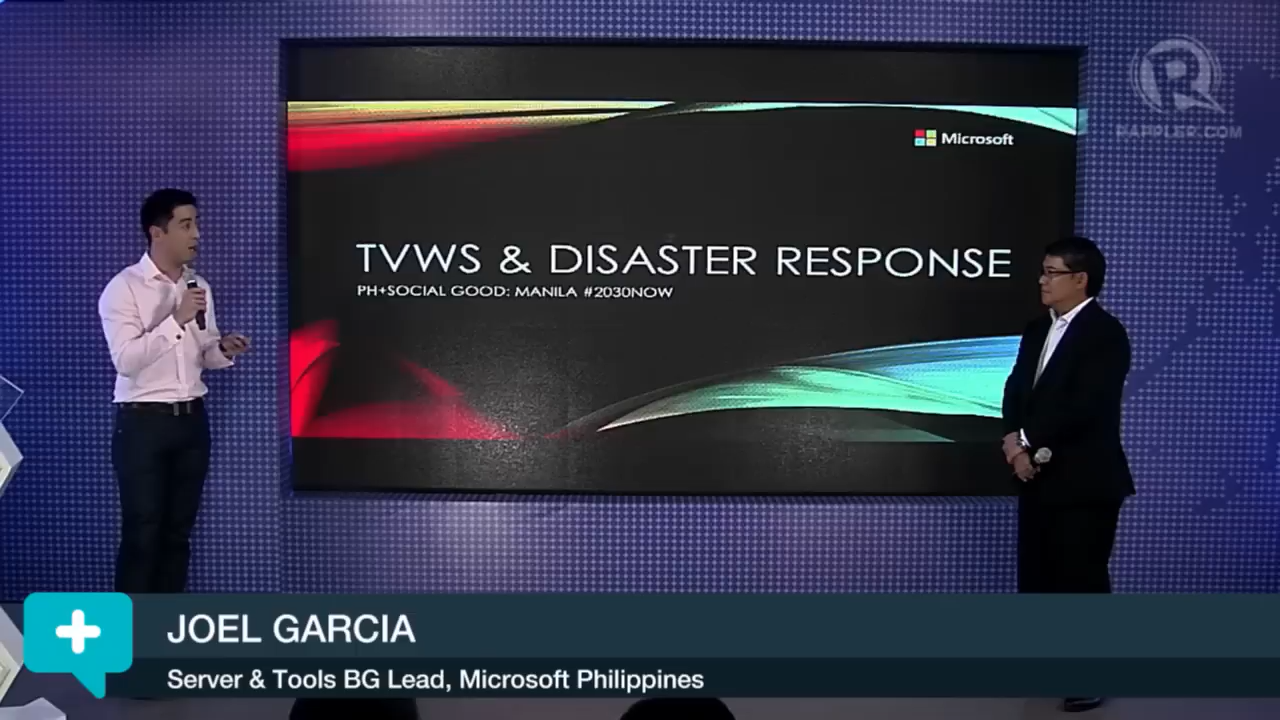 RAPPLER.COM
Microsoft
TVWS & DISASTER RESPONSE
PH+SOCIAL GOOD: MANILA #2030NOW
JOEL GARCIA
Server & Tools BG Lead, Microsoft Philippines